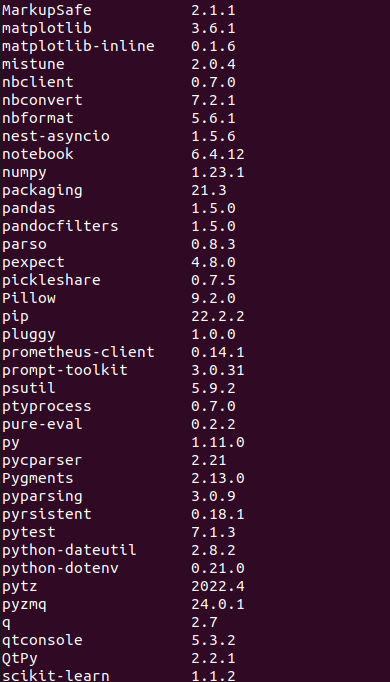 MarkupSafe 2.1.1
matplotlib 3.6.1
matplotlib-inline 0.1.6
mistune 2.0.4
nbclient 0.7.0
nbconvert 7.2.1
nbformat 5.6.1
nest-asyncio 1.5.6
notebook 6.4.12
numpy 1.23.1
packaging 21.3
pandas 1.5.0
pandocfilters 1.5.0
parso 0.8.3
pexpect 4.8.0
pickleshare 0.7.5
Pillow 9.2.0
pip 22.2.2
pluggy 1.0.0
prometheus-client 0.14.1
prompt-toolkit 3.0.31
psutil 5.9.2
ptyprocess 0.7.0
pure-eval 0.2.2
py 1.11.0
pycparser 2.21
Pygments 2.13.0
pyparsing 3.0.9
pyrsistent 0.18.1
pytest 7.1.3
python-dateutil 2.8.2
python-dotenv 0.21.0
pytz 2022.4
pyzmq 24.0.1
q 2.7
qtconsole 5.3.2
QtPy 2.2.1
scikit-learn 1.1.2